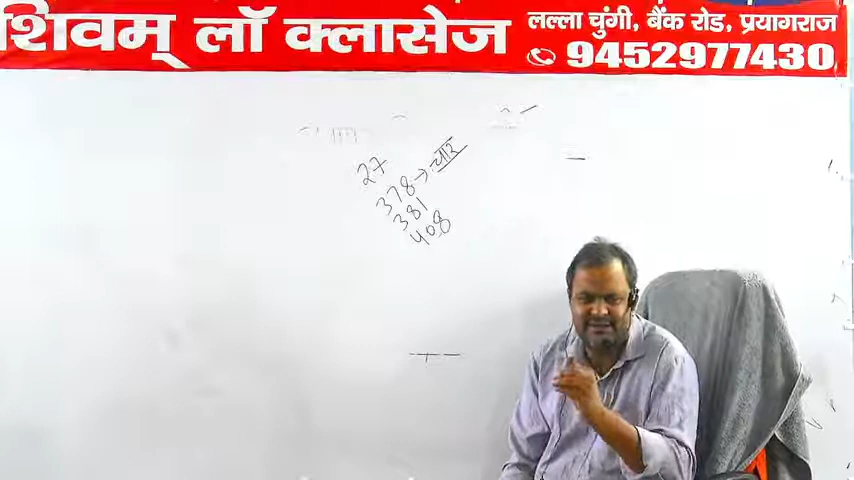 शिवम् लॉ क्लासेज
लल्ला चुंगी, बैंक रोड, प्रयागराज
9452977430
27
378 → चार
381
408